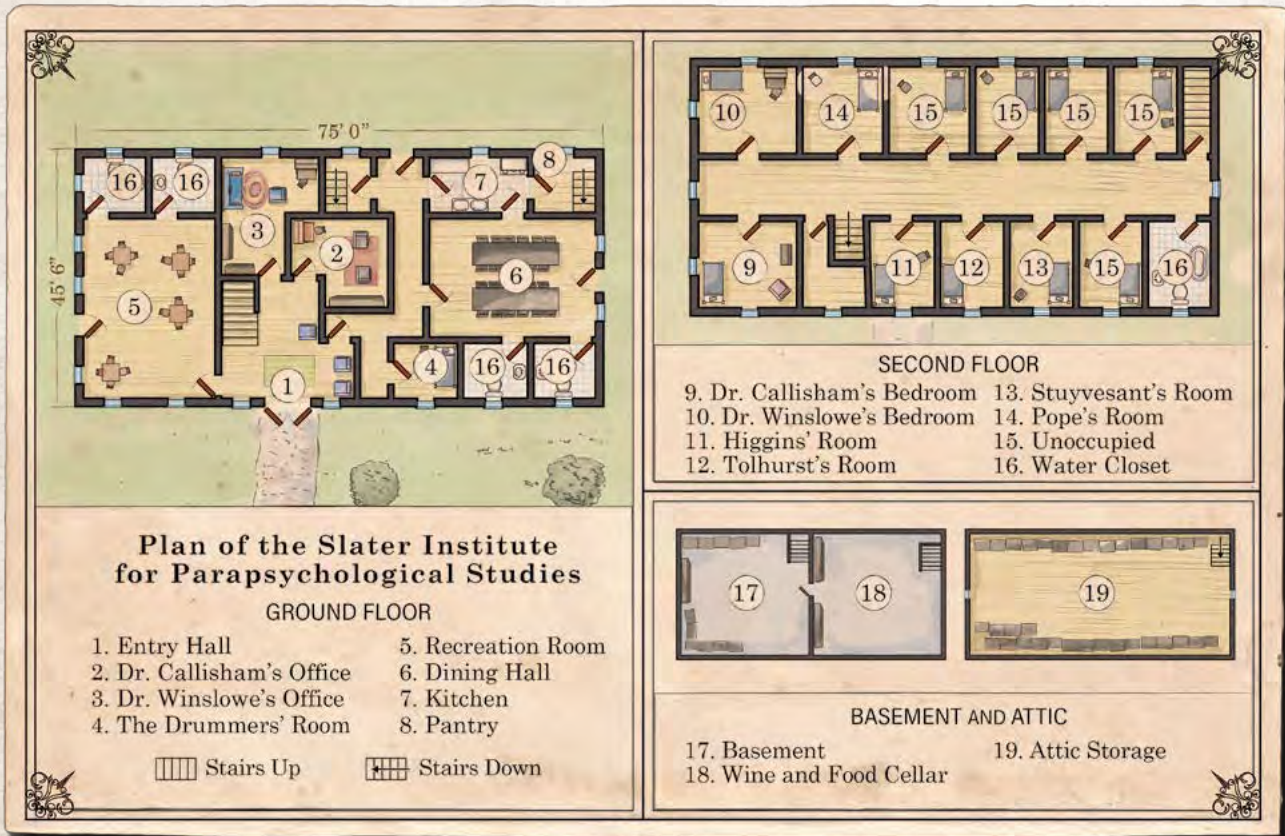 75' 0"
45' 6"
16
16
8
7
3
2
6
5
4
16
16
1
Plan of the Slater Institute
for Parapsychological Studies
GROUND FLOOR
1. Entry Hall
2. Dr. Callisham's Office
3. Dr. Winslowe's Office
4. The Drummers' Room
5. Recreation Room
6. Dining Hall
7. Kitchen
8. Pantry
Stairs Up
Stairs Down
10
14
15
15
15
15
9
11
12
13
15
16
SECOND FLOOR
9. Dr. Callisham's Bedroom
10. Dr. Winslowe's Bedroom
11. Higgins' Room
12. Tolhurst's Room
13. Stuyvesant's Room
14. Pope's Room
15. Unoccupied
16. Water Closet
17
18
19
BASEMENT AND ATTIC
17. Basement
18. Wine and Food Cellar
19. Attic Storage